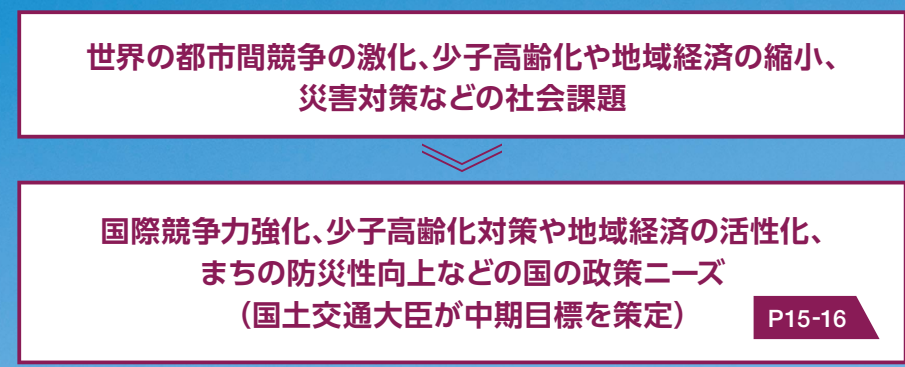 世界の都市間競争の激化、少子高齢化や地域経済の縮小、
災害対策などの社会課題
国際競争力強化、少子高齢化対策や地域経済の活性化、
まちの防災性向上などの国の政策ニーズ
（国土交通大臣が中期目標を策定）
P15-16